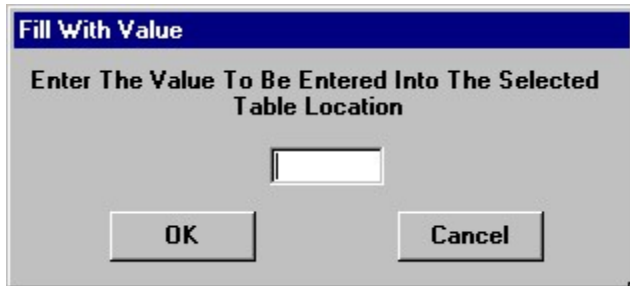 Fill With Value
Enter The Value To Be Entered Into The Selected
Table Location
OK
Cancel